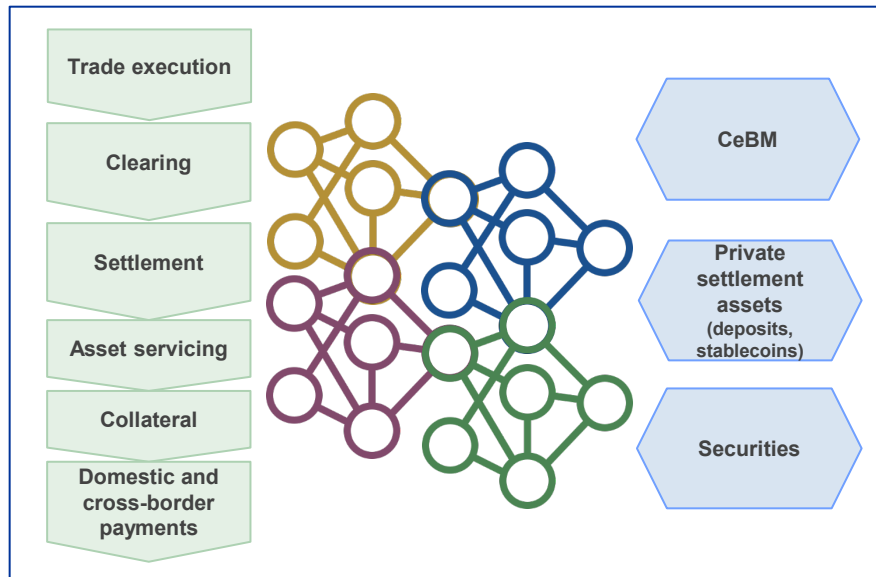 Trade execution
Clearing
Settlement
Asset servicing
Collateral
Domestic and
cross-border
payments
CeBM
Private
settlement
assets
(deposits,
stablecoins)
Securities